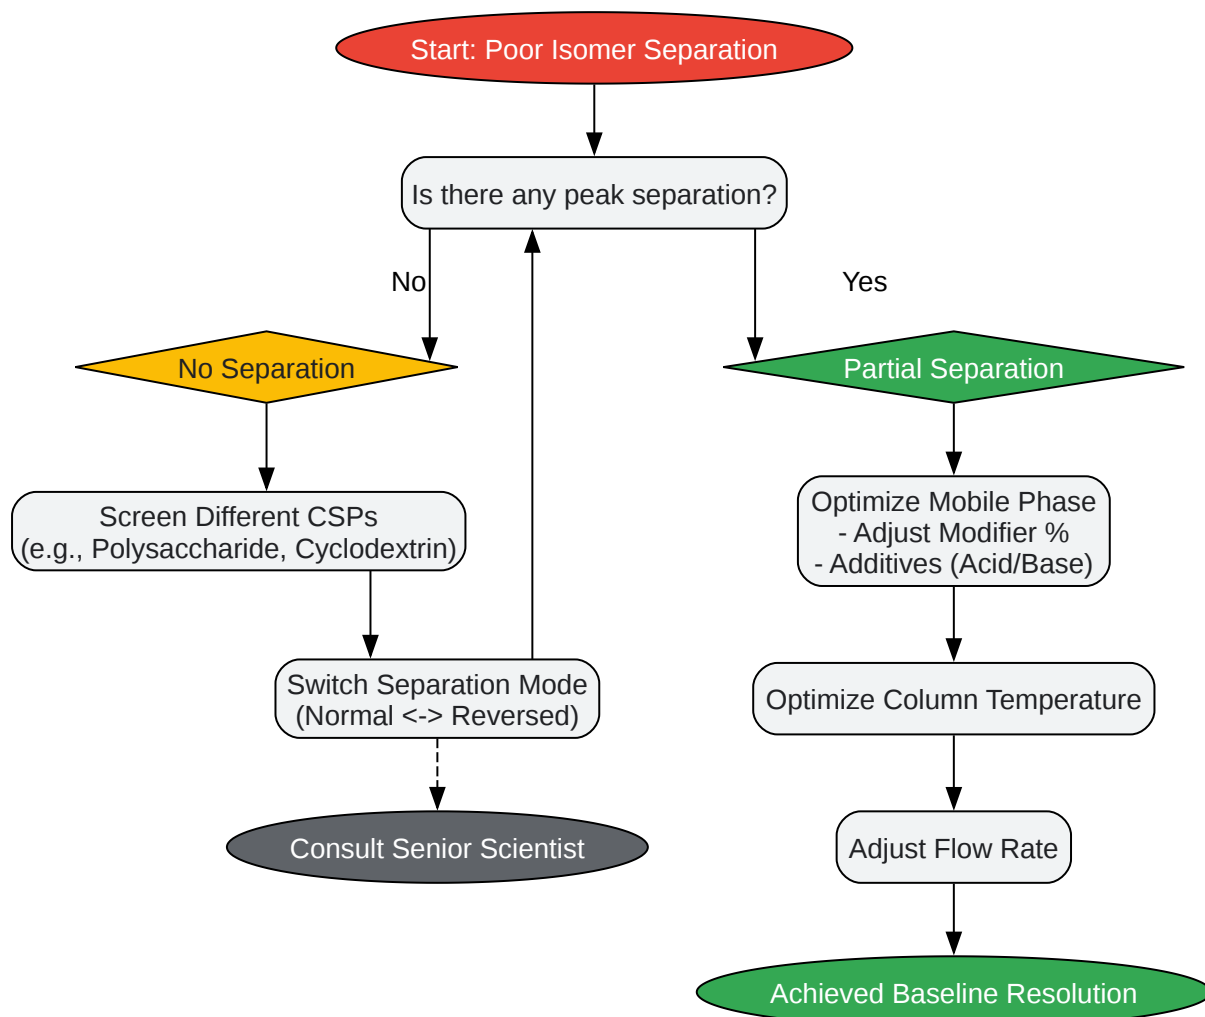 Start: Poor Isomer Separation
Is there any peak separation?
No
Yes
No Separation
Partial Separation
Screen Different CSPs
(e.g., Polysaccharide, Cyclodextrin)
Optimize Mobile Phase
- Adjust Modifier %
- Additives (Acid/Base)
Switch Separation Mode
(Normal <-> Reversed)
Optimize Column Temperature
Consult Senior Scientist
Adjust Flow Rate
Achieved Baseline Resolution